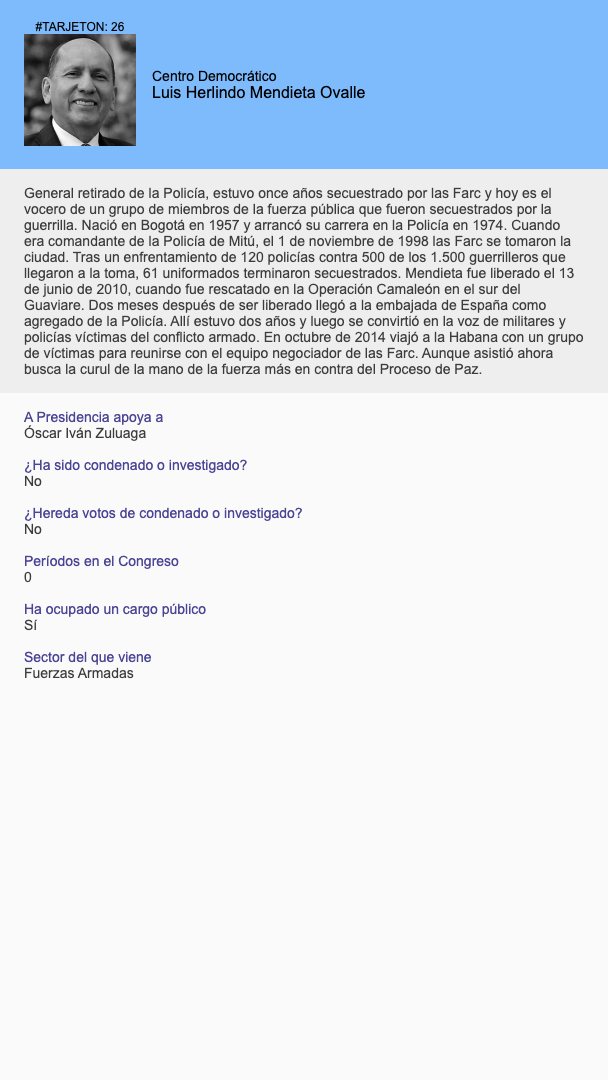 #TARJETON: 26
Centro Democrático
Luis Herlindo Mendieta Ovalle
General retirado de la Policía, estuvo once años secuestrado por las Farc y hoy es el
vocero de un grupo de miembros de la fuerza pública que fueron secuestrados por la
guerrilla. Nació en Bogotá en 1957 y arrancó su carrera en la Policía en 1974. Cuando
era comandante de la Policía de Mitú, el 1 de noviembre de 1998 las Farc se tomaron la
ciudad. Tras un enfrentamiento de 120 policías contra 500 de los 1.500 guerrilleros que
llegaron a la toma, 61 uniformados terminaron secuestrados. Mendieta fue liberado el 13
de junio de 2010, cuando fue rescatado en la Operación Camaleón en el sur del
Guaviare. Dos meses después de ser liberado llegó a la embajada de España como
agregado de la Policía. Allí estuvo dos años y luego se convirtió en la voz de militares y
policías víctimas del conflicto armado. En octubre de 2014 viajó a la Habana con un grupo
de víctimas para reunirse con el equipo negociador de las Farc. Aunque asistió ahora
busca la curul de la mano de la fuerza más en contra del Proceso de Paz.
A Presidencia apoya a
Óscar Iván Zuluaga
¿Ha sido condenado o investigado?
No
¿Hereda votos de condenado o investigado?
No
Períodos en el Congreso
0
Ha ocupado un cargo público
Sí
Sector del que viene
Fuerzas Armadas